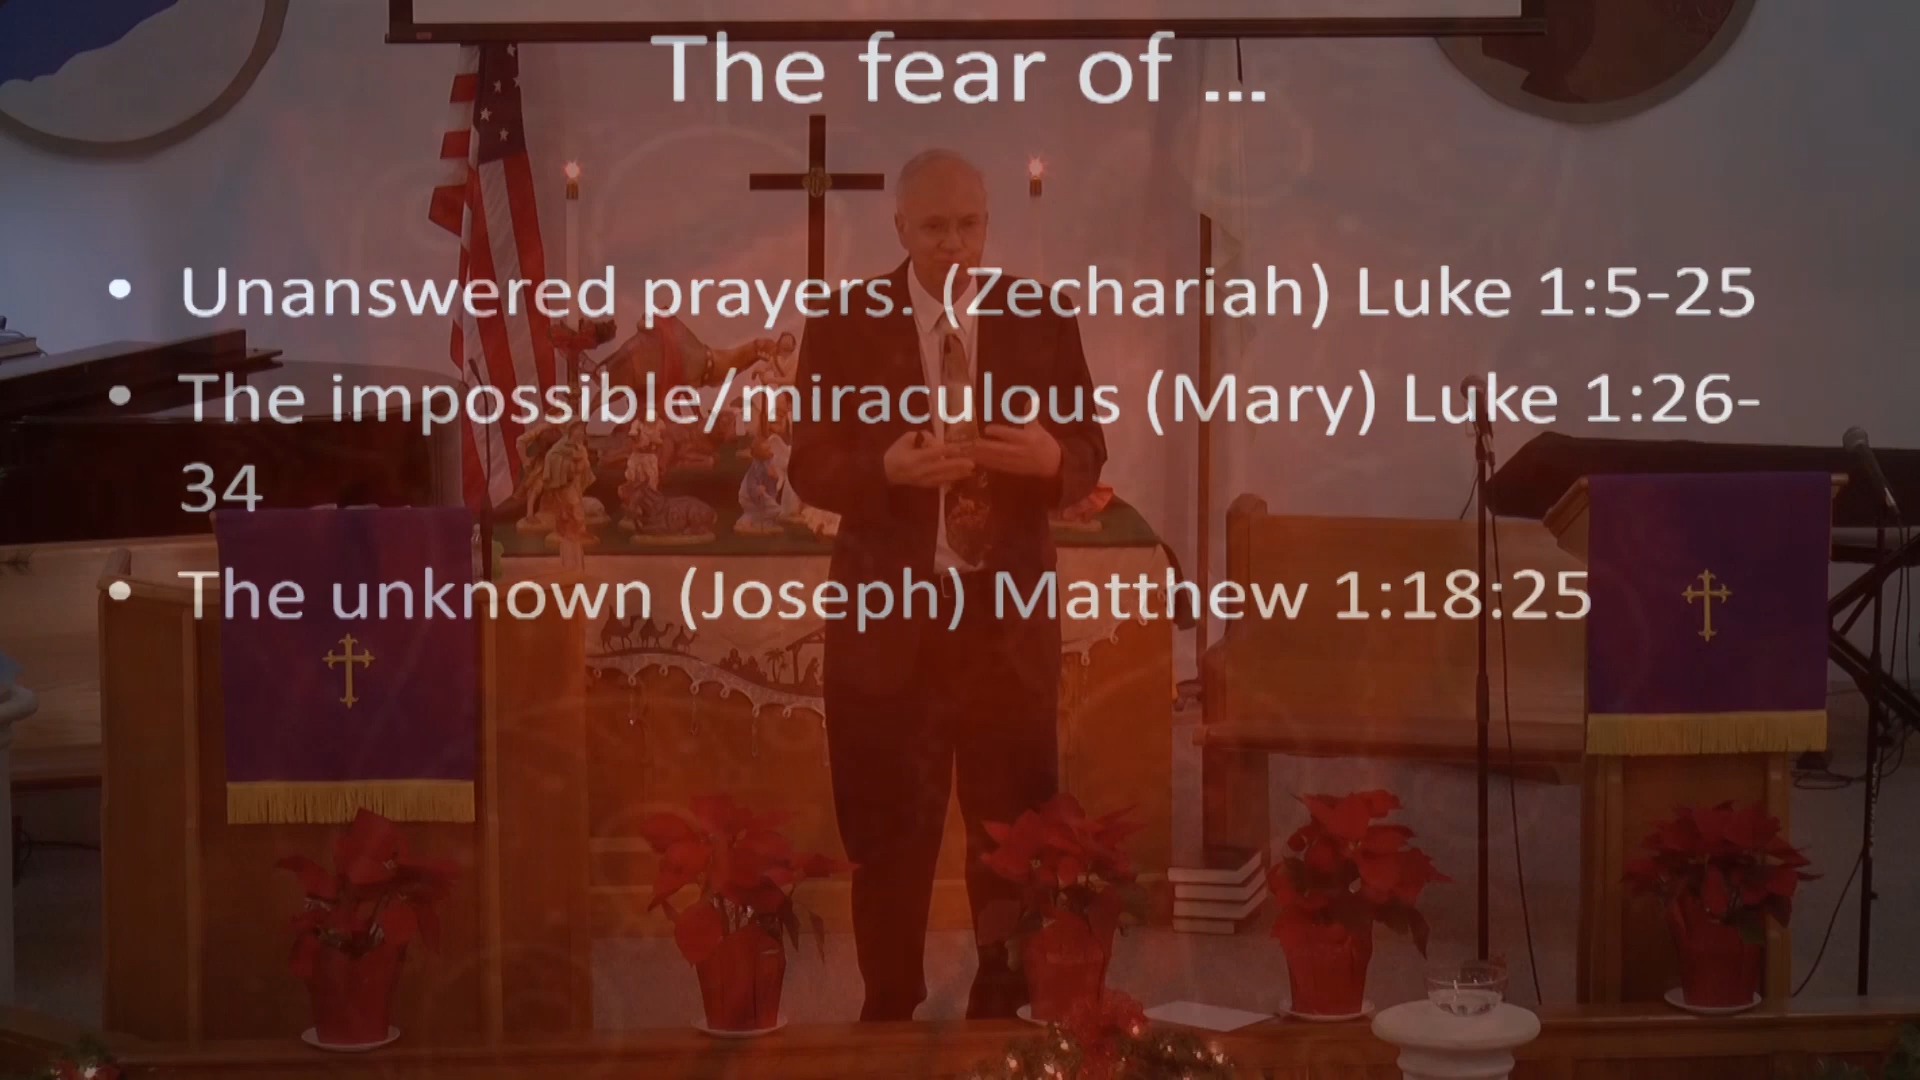 The fear of ...
• Unanswered prayers. (Zechariah) Luke 1:5-25
• The impossible/miraculous (Mary) Luke 1:26-
34
• The unknown (Joseph) Matthew 1:18:25